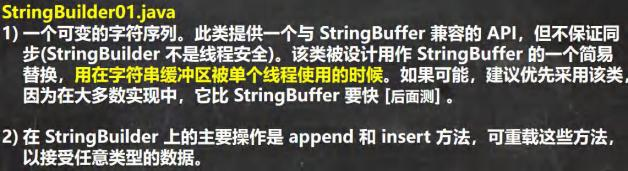 StringBuilder01.java
1) 一个可变的字符序列。此类提供一个与 StringBuffer 兼容的 API，但不保证同
步(StringBuilder 不是线程安全)。该类被设计用作 StringBuffer 的一个简易
替换，用在字符串缓冲区被单个线程使用的时候。如果可能，建议优先采用该类，
因为在大多数实现中，它比 StringBuffer 要快 [后面测] 。
2) 在 StringBuilder 上的主要操作是 append 和 insert 方法，可重载这些方法，
以接受任意类型的数据。